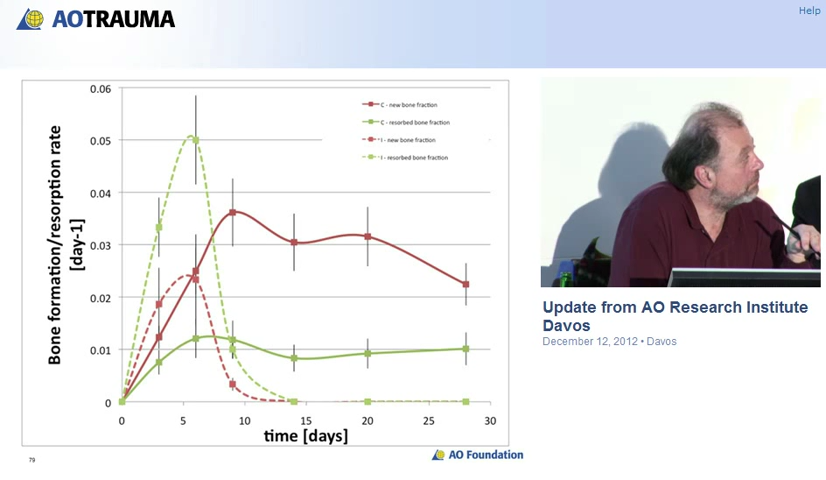 AOTRAUMA
Help
0.06
0.05
0.04
0.03
0.02
0.01
0
Bone formation/resorption rate
[day-1]
C - new bone fraction
C - resorbed bone fraction
I - new bone fraction
I - resorbed bone fraction
0 5 10 15 20 25 30
time [days]
79
AO Foundation
Update from AO Research Institute
Davos
December 12, 2012 • Davos